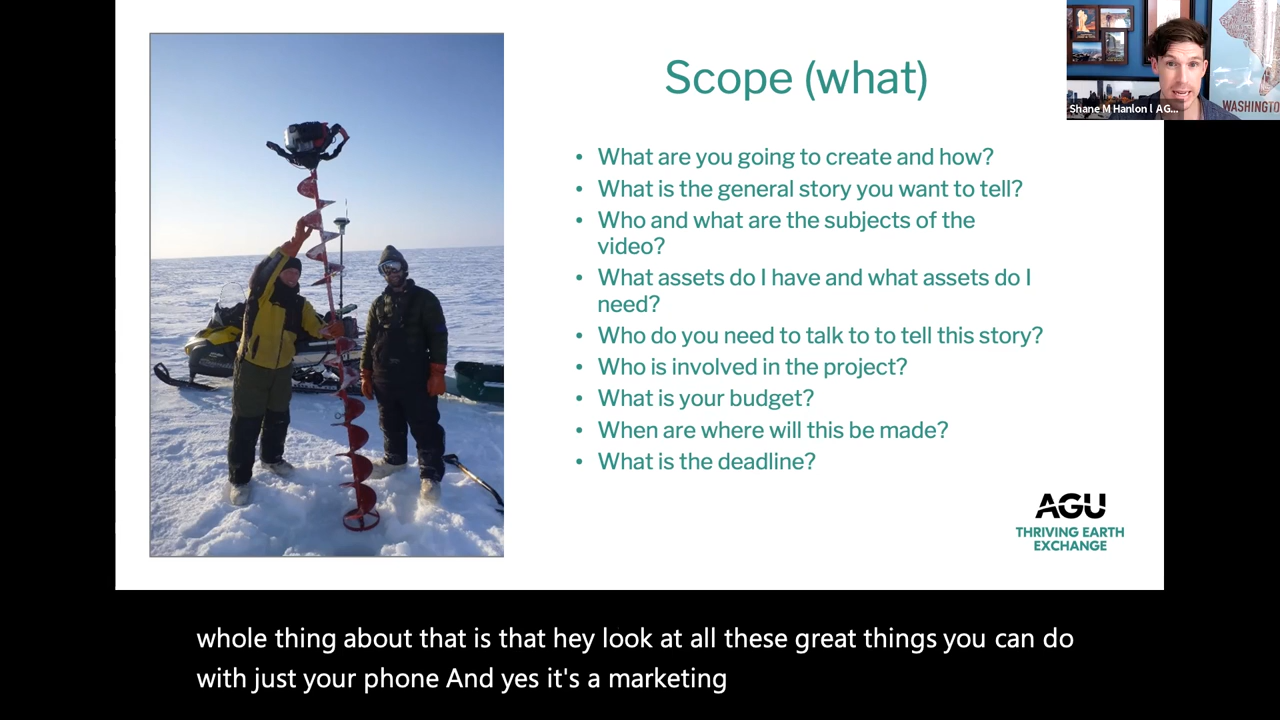 Scope (what)
Shane M Hanlon l AG...
WASHINGTO
• What are you going to create and how?
• What is the general story you want to tell?
• Who and what are the subjects of the
video?
• What assets do I have and what assets do I
need?
• Who do you need to talk to to tell this story?
• Who is involved in the project?
• What is your budget?
• When are where will this be made?
• What is the deadline?
AGU
THRIVING EARTH
EXCHANGE
whole thing about that is that hey look at all these great things you can do
with just your phone And yes it's a marketing